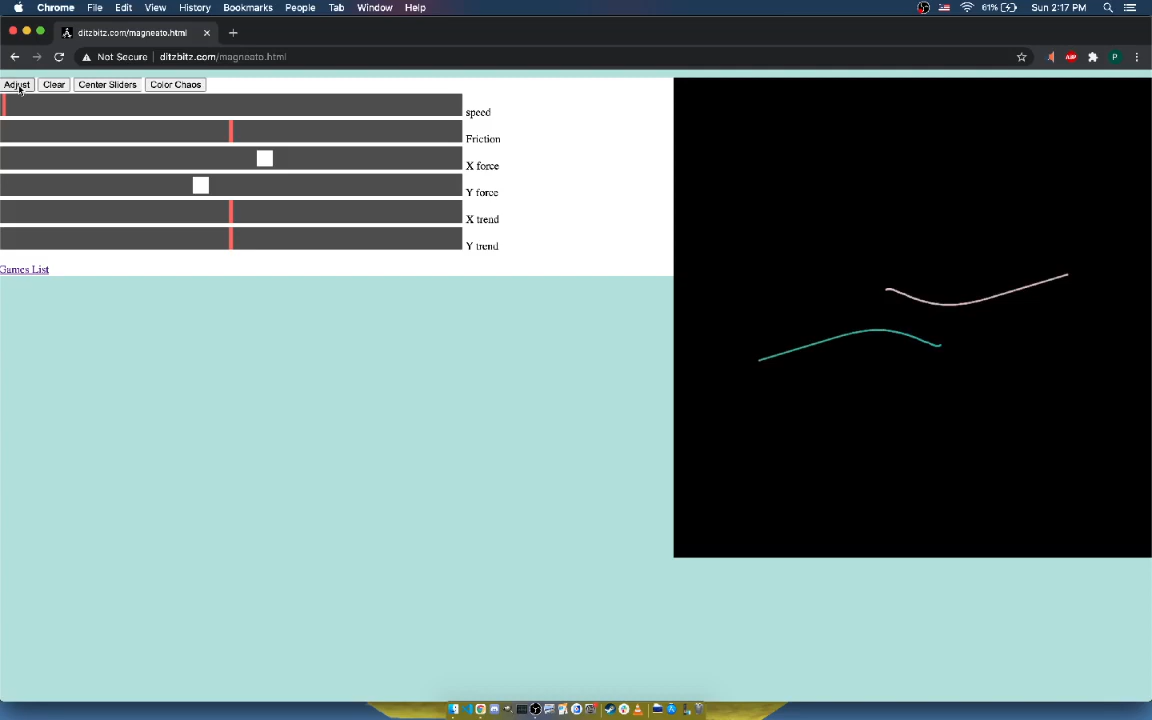 Chrome File Edit View History Bookmarks People Tab Window Help 61% Sun 2:17 PM
ditzbitz.com/magneato.html
Not Secure ditzbitz.com/magneato.html ABP P
Adjust Clear Center Sliders Color Chaos
speed
Friction
X force
Y force
X trend
Y trend
Games List